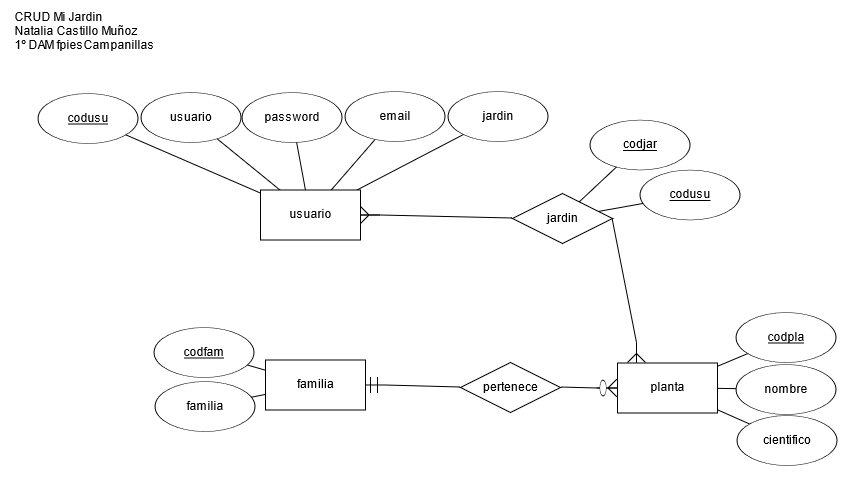 CRUD Mi Jardin
Natalia Castillo Muñoz
1º DAM fpies Campanillas
codusu
usuario
password
email
jardin
codjar
codusu
usuario
jardin
codfam
familia
familia
pertenece
planta
codpla
nombre
cientifico